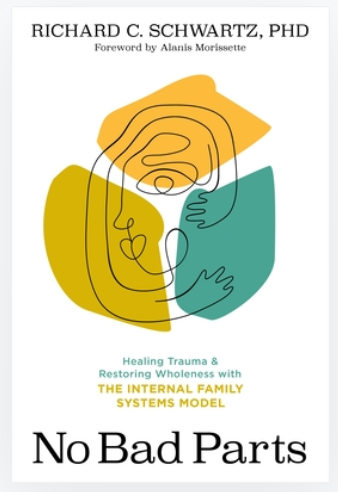 RICHARD C. SCHWARTZ, PHD
Foreword by Alanis Morissette
Healing Trauma &
Restoring Wholeness with
THE INTERNAL FAMILY
SYSTEMS MODEL
No Bad Parts